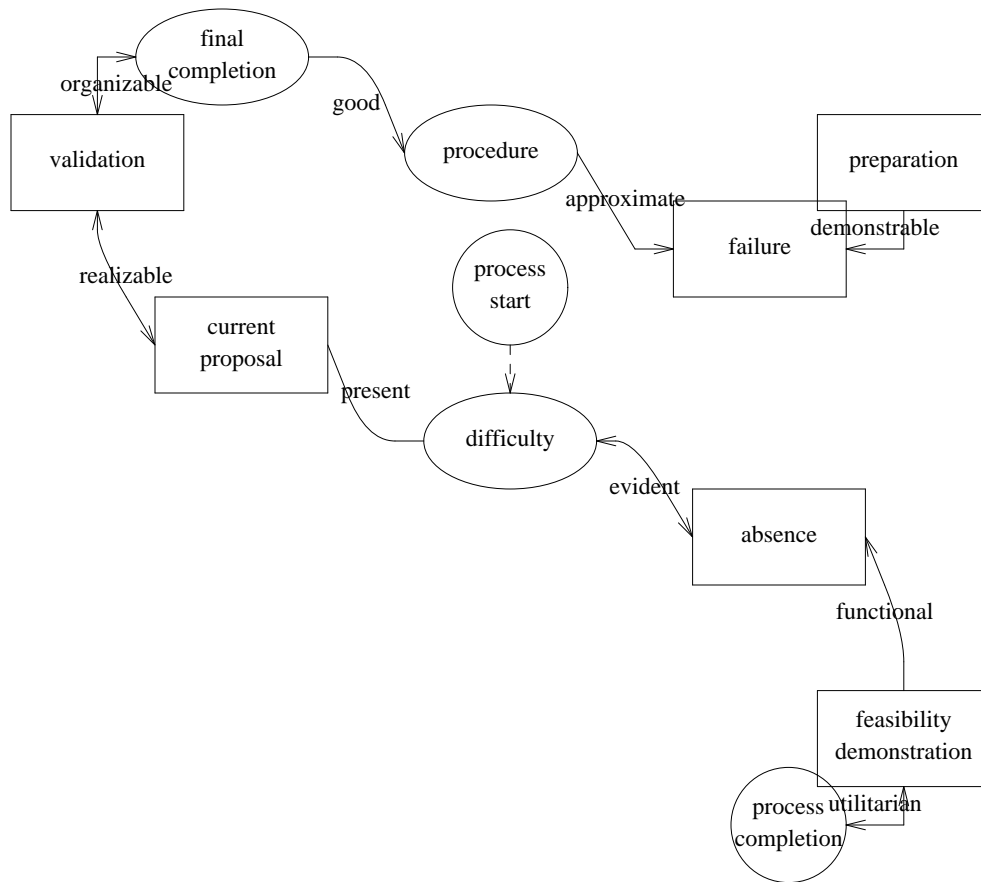 final
completion
organizable
good
validation
procedure
preparation
approximate
demonstrable
failure
realizable
process
start
current
proposal
present
difficulty
evident
absence
functional
feasibility
demonstration
utilitarian
process
completion